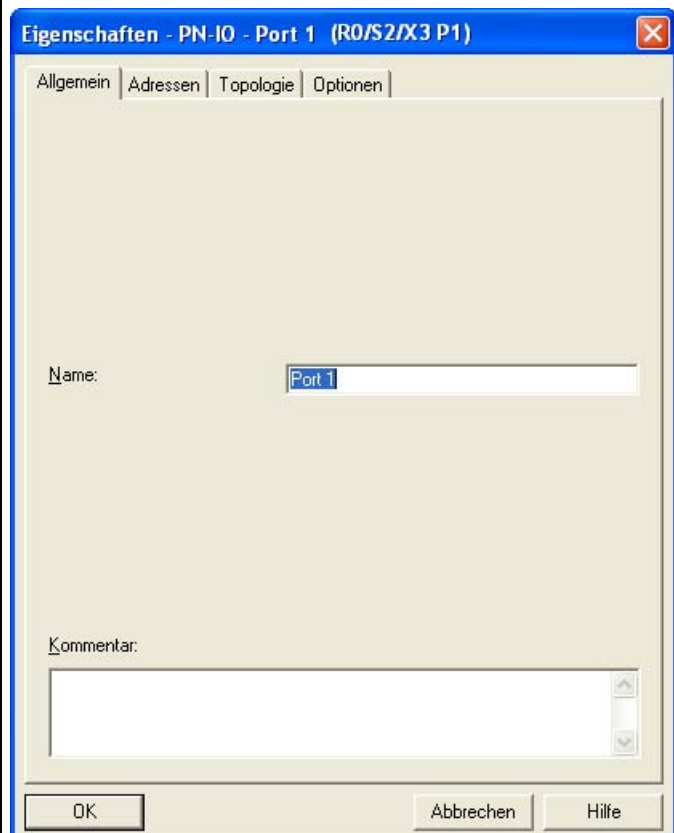 Eigenschaften - PN-IO - Port 1 (R0/S2/X3 P1)
Allgemein Adressen Topologie Optionen
Name: Port 1
Kommentar:
OK Abbrechen Hilfe